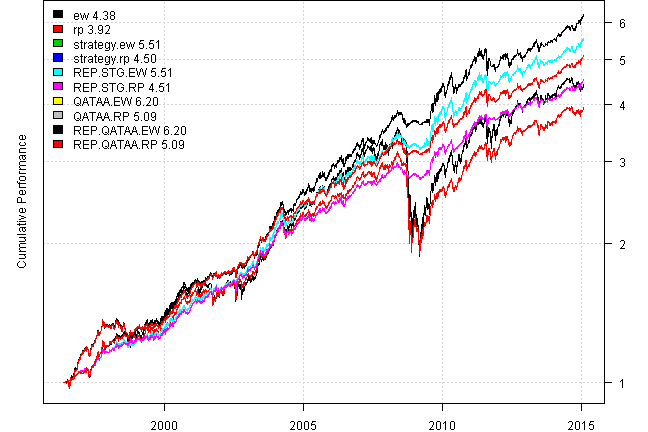 ew 4.38
rp 3.92
strategy.ew 5.51
strategy.rp 4.50
REP.STG.EW 5.51
REP.STG.RP 4.51
QATAA.EW 6.20
QATAA.RP 5.09
REP.QATAA.EW 6.20
REP.QATAA.RP 5.09
Cumulative Performance
6
5
4
3
2
1
2000 2005 2010 2015